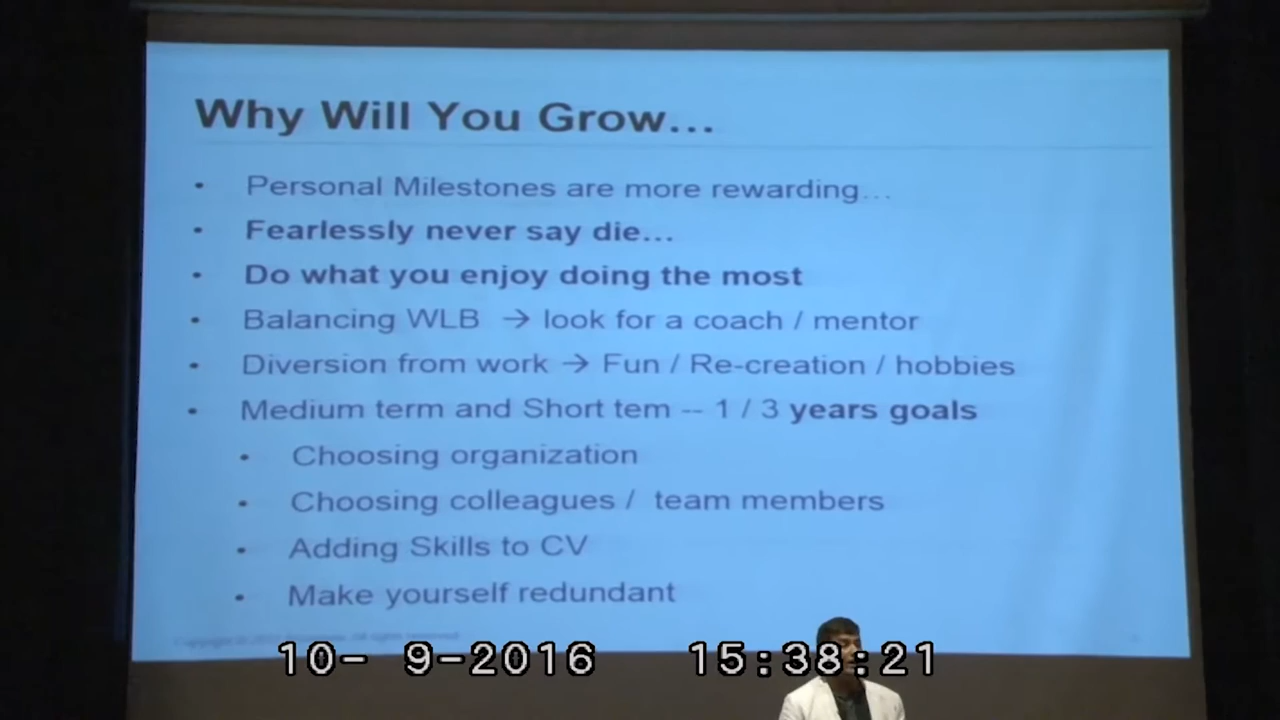 Why Will You Grow...
• Personal Milestones are more rewarding...
• Fearlessly never say die...
• Do what you enjoy doing the most
• Balancing WLB → look for a coach / mentor
• Diversion from work → Fun / Re-creation / hobbies
• Medium term and Short tem -- 1 / 3 years goals
• Choosing organization
• Choosing colleagues / team members
• Adding Skills to CV
• Make yourself redundant
10- 9-2016 15:38:21